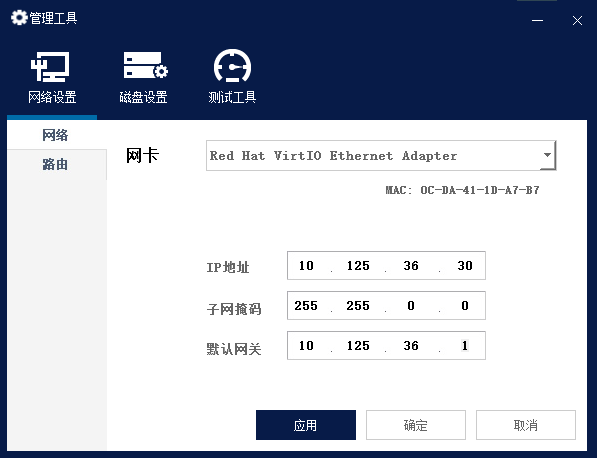 管理工具
网络设置
磁盘设置
测试工具
网络
路由
网卡
Red Hat VirtIO Ethernet Adapter
MAC: 0C-DA-41-1D-A7-B7
IP地址 10 . 125 . 36 . 30
子网掩码 255 . 255 . 0 . 0
默认网关 10 . 125 . 36 . 1
应用 确定 取消